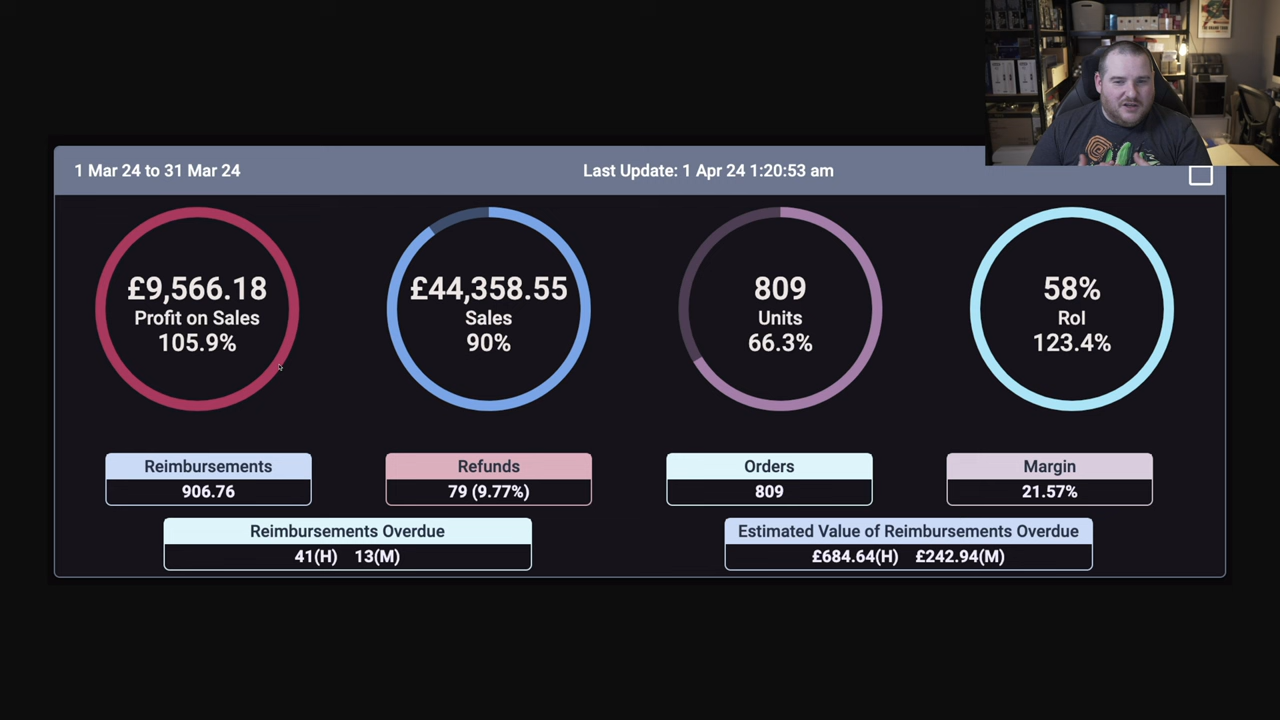 1 Mar 24 to 31 Mar 24
Last Update: 1 Apr 24 1:20:53 am
£9,566.18
Profit on Sales
105.9%
£44,358.55
Sales
90%
809
Units
66.3%
58%
RoI
123.4%
Reimbursements
906.76
Refunds
79 (9.77%)
Orders
809
Margin
21.57%
Reimbursements Overdue
41(H) 13(M)
Estimated Value of Reimbursements Overdue
£684.64(H) £242.94(M)